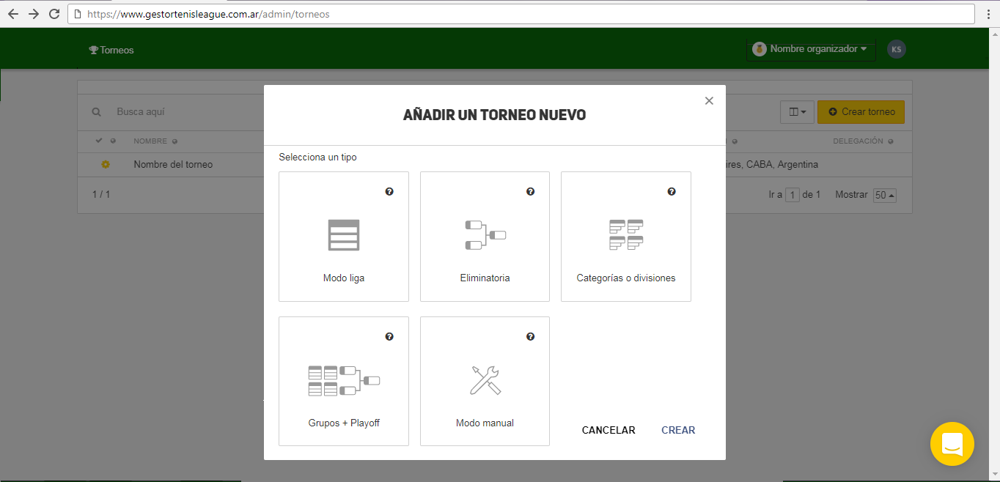 https://www.gestortenisleague.com.ar/admin/torneos
Torneos
Nombre organizador
KS
Busca aquí
Crear torneo
NOMBRE
DELEGACIÓN
Nombre del torneo
CABA, Argentina
1 / 1
Ir a 1 de 1
Mostrar 50
AÑADIR UN TORNEO NUEVO
Selecciona un tipo
Modo liga
Eliminatoria
Categorías o divisiones
Grupos + Playoff
Modo manual
CANCELAR
CREAR